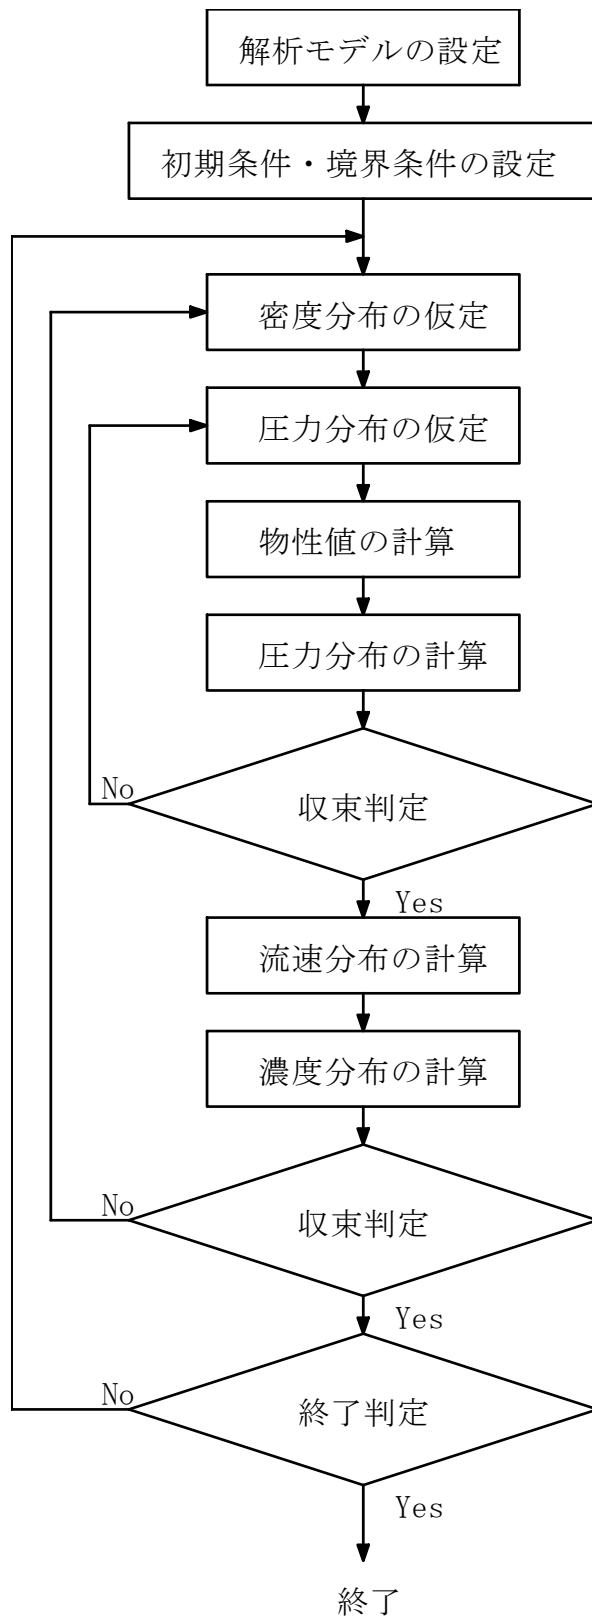 解析モデルの設定
初期条件・境界条件の設定
密度分布の仮定
圧力分布の仮定
物性値の計算
圧力分布の計算
No
収束判定
Yes
流速分布の計算
濃度分布の計算
No
収束判定
Yes
No
終了判定
Yes
終了